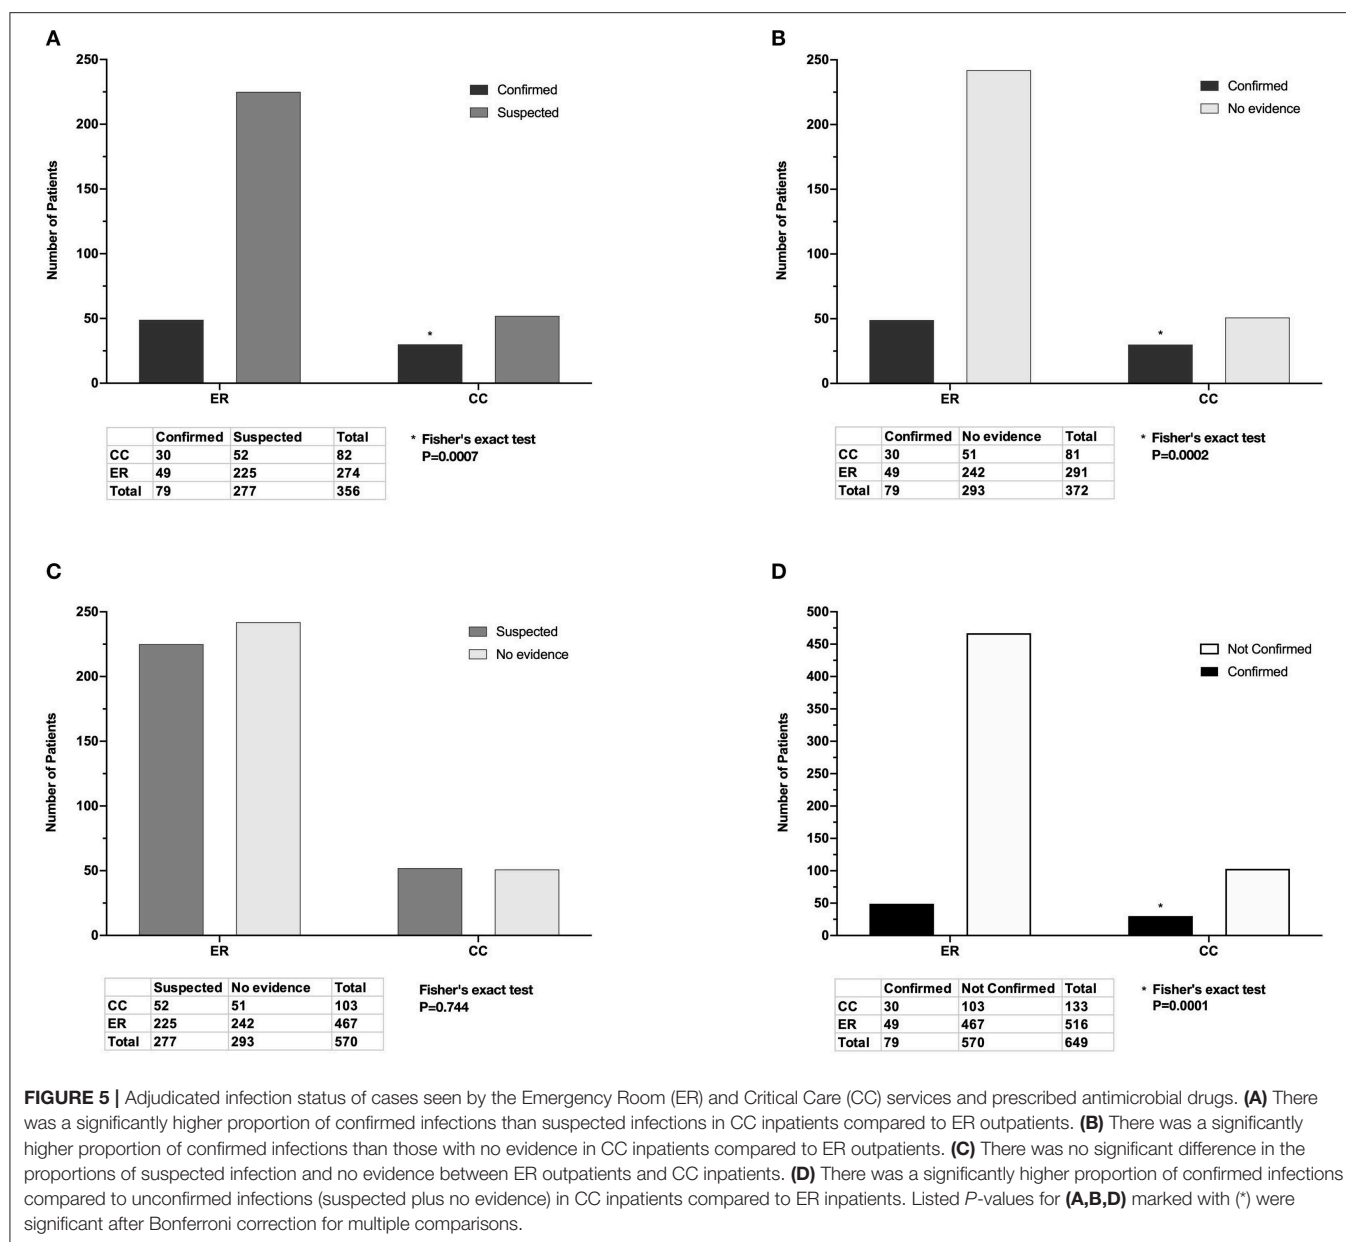 A
250
200
150
100
50
0
Number of Patients
Confirmed
Suspected
*
ER CC
Confirmed Suspected Total
CC 30 52 82
ER 49 225 274
Total 79 277 356
* Fisher's exact test
P=0.0007
B
250
200
150
100
50
0
Number of Patients
Confirmed
No evidence
*
ER CC
Confirmed No evidence Total
CC 30 51 81
ER 49 242 291
Total 79 293 372
* Fisher's exact test
P=0.0002
C
250
200
150
100
50
0
Number of Patients
Suspected
No evidence
ER CC
Suspected No evidence Total
CC 52 51 103
ER 225 242 467
Total 277 293 570
Fisher's exact test
P=0.744
D
500
450
400
350
300
250
200
150
100
50
0
Number of Patients
Not Confirmed
Confirmed
*
ER CC
Confirmed Not Confirmed Total
CC 30 103 133
ER 49 467 516
Total 79 570 649
* Fisher's exact test
P=0.0001
FIGURE 5 | Adjudicated infection status of cases seen by the Emergency Room (ER) and Critical Care (CC) services and prescribed antimicrobial drugs. (A) There
was a significantly higher proportion of confirmed infections than suspected infections in CC inpatients compared to ER outpatients. (B) There was a significantly
higher proportion of confirmed infections than those with no evidence in CC inpatients compared to ER outpatients. (C) There was no significant difference in the
proportions of suspected infection and no evidence between ER outpatients and CC inpatients. (D) There was a significantly higher proportion of confirmed infections
compared to unconfirmed infections (suspected plus no evidence) in CC inpatients compared to ER inpatients. Listed P-values for (A,B,D) marked with (*) were
significant after Bonferroni correction for multiple comparisons.